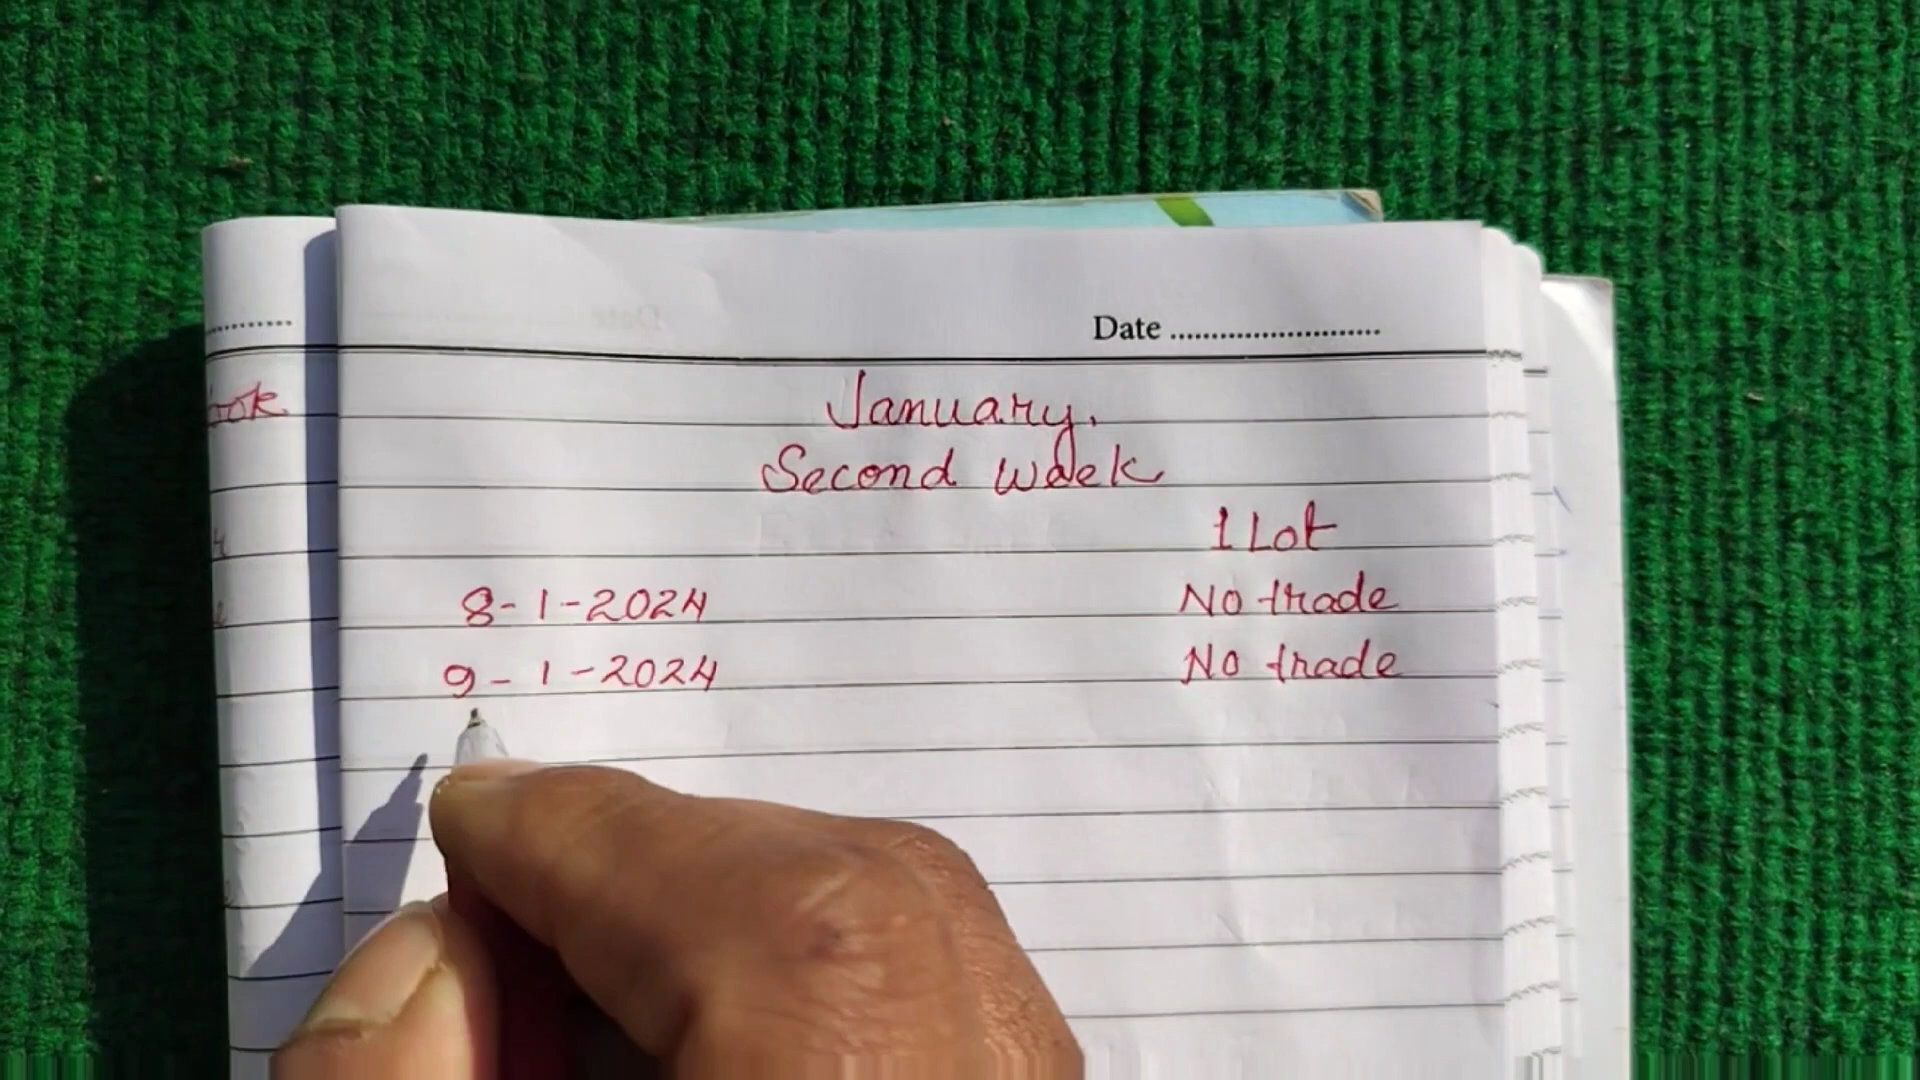 Date ..........................
January.
Second week
1 Lot
8-1-2024 No trade
9-1-2024 No trade